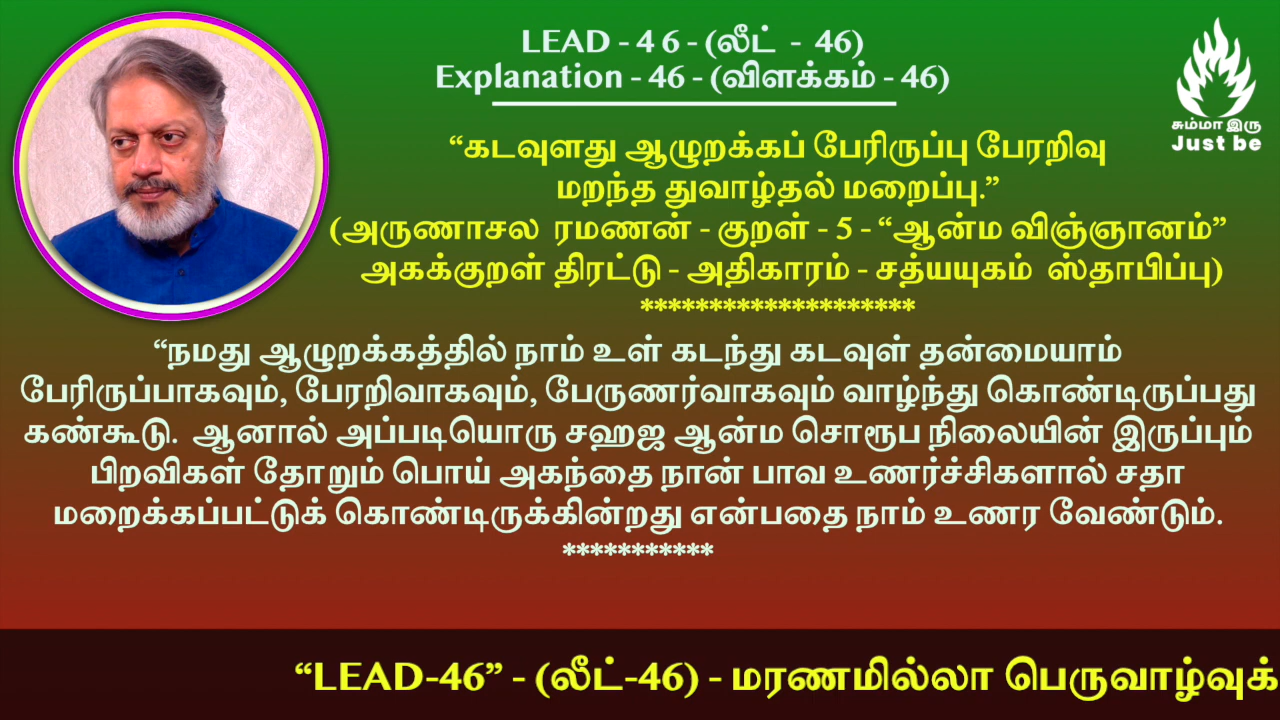 LEAD - 4 6 - (லீட் - 46)
Explanation - 46 - (விளக்கம் - 46)
சும்மா இரு
Just be
“கடவுளது ஆழுறக்கப் பேரிருப்பு பேரறிவு
மறந்த துவாழ்தல் மறைப்பு.”
(அருணாசல ரமணன் - குறள் - 5 - “ஆன்ம விஞ்ஞானம்”
அகக்குறள் திரட்டு - அதிகாரம் - சத்யயுகம் ஸ்தாபிப்பு)
********************
“நமது ஆழுறக்கத்தில் நாம் உள் கடந்து கடவுள் தன்மையாம்
பேரிருப்பாகவும், பேரறிவாகவும், பேருணர்வாகவும் வாழ்ந்து கொண்டிருப்பது
கண்கூடு. ஆனால் அப்படியொரு சஹஜ ஆன்ம சொரூப நிலையின் இருப்பும்
பிறவிகள் தோறும் பொய் அகந்தை நான் பாவ உணர்ச்சிகளால் சதா
மறைக்கப்பட்டுக் கொண்டிருக்கின்றது என்பதை நாம் உணர வேண்டும்.
***********
“LEAD-46” - (லீட்-46) - மரணமில்லா பெருவாழ்வுக்